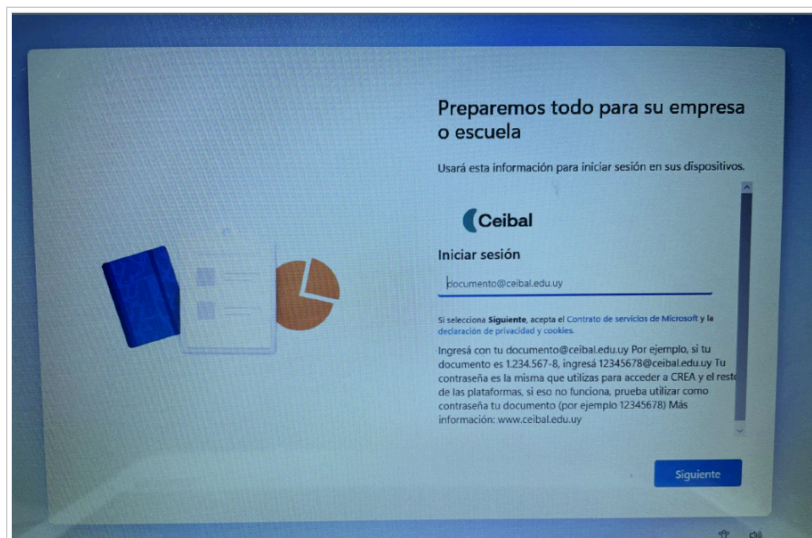 Preparemos todo para su empresa
o escuela
Usará esta información para iniciar sesión en sus dispositivos.
Ceibal
Iniciar sesión
documento@ceibal.edu.uy
Si selecciona Siguiente, acepta el Contrato de servicios de Microsoft y la
declaración de privacidad y cookies.
Ingresá con tu documento@ceibal.edu.uy Por ejemplo, si tu
documento es 1.234.567-8, ingresá 12345678@ceibal.edu.uy Tu
contraseña es la misma que utilizas para acceder a CREA y el resto
de las plataformas, si eso no funciona, prueba utilizar como
contraseña tu documento (por ejemplo 12345678) Más
información: www.ceibal.edu.uy
Siguiente